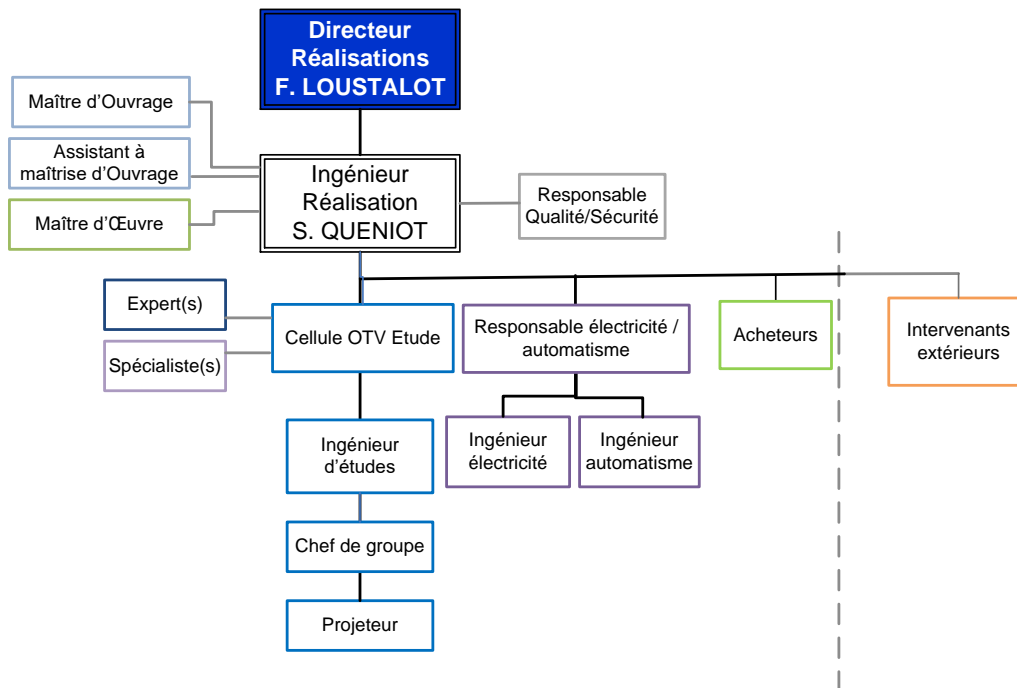 Directeur
Réalisations
F. LOUSTALOT
Maître d'Ouvrage
Assistant à
maîtrise d'Ouvrage
Maître d'Œuvre
Ingénieur
Réalisation
S. QUENIOT
Responsable
Qualité/Sécurité
Expert(s)
Spécialiste(s)
Cellule OTV Etude
Responsable électricité /
automatisme
Acheteurs
Intervenants
extérieurs
Ingénieur
d'études
Ingénieur
électricité
Ingénieur
automatisme
Chef de groupe
Projeteur